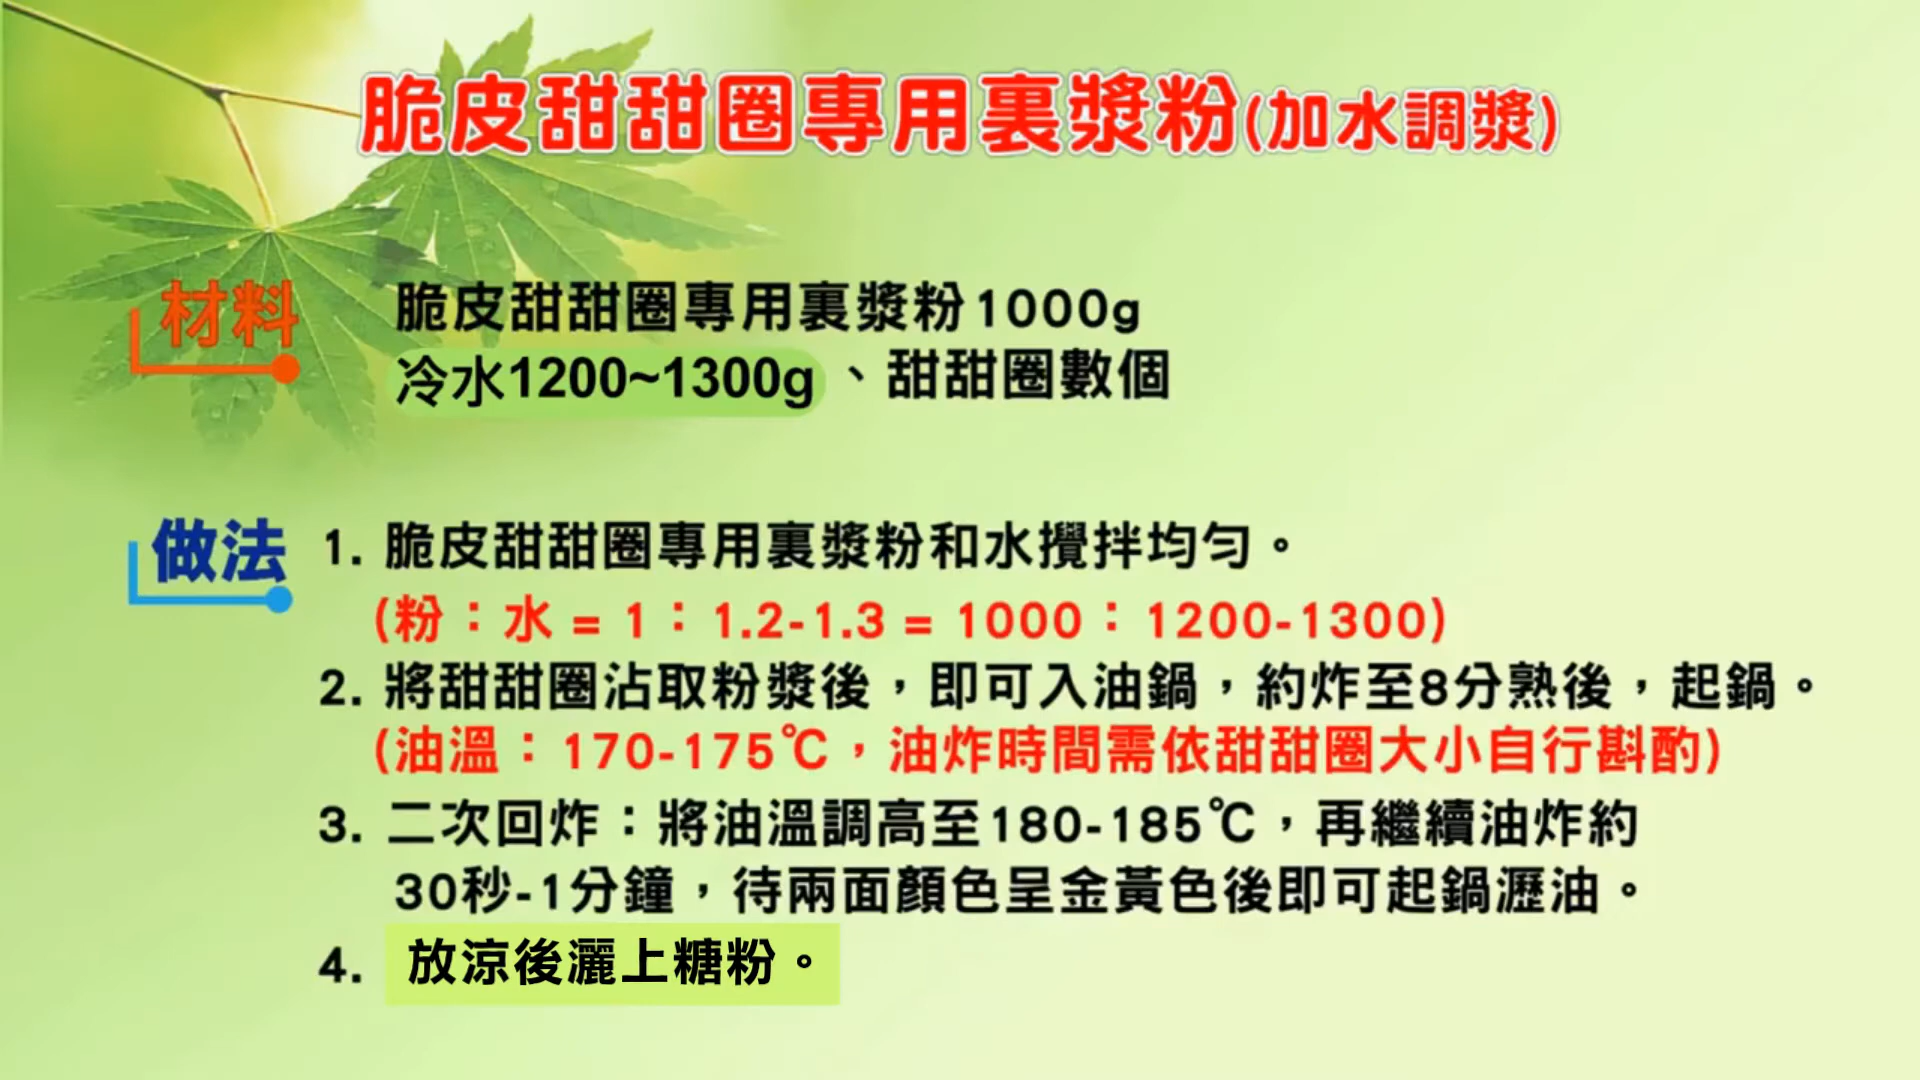 脆皮甜甜圈專用裹漿粉(加水調漿)
材料
脆皮甜甜圈專用裹漿粉1000g
冷水1200~1300g、甜甜圈數個
做法
1. 脆皮甜甜圈專用裹漿粉和水攪拌均勻。
(粉：水 = 1：1.2-1.3 = 1000：1200-1300)
2. 將甜甜圈沾取粉漿後，即可入油鍋，約炸至8分熟後，起鍋。
(油溫：170-175℃，油炸時間需依甜甜圈大小自行斟酌)
3. 二次回炸：將油溫調高至180-185℃，再繼續油炸約
30秒-1分鐘，待兩面顏色呈金黃色後即可起鍋瀝油。
4. 放涼後灑上糖粉。